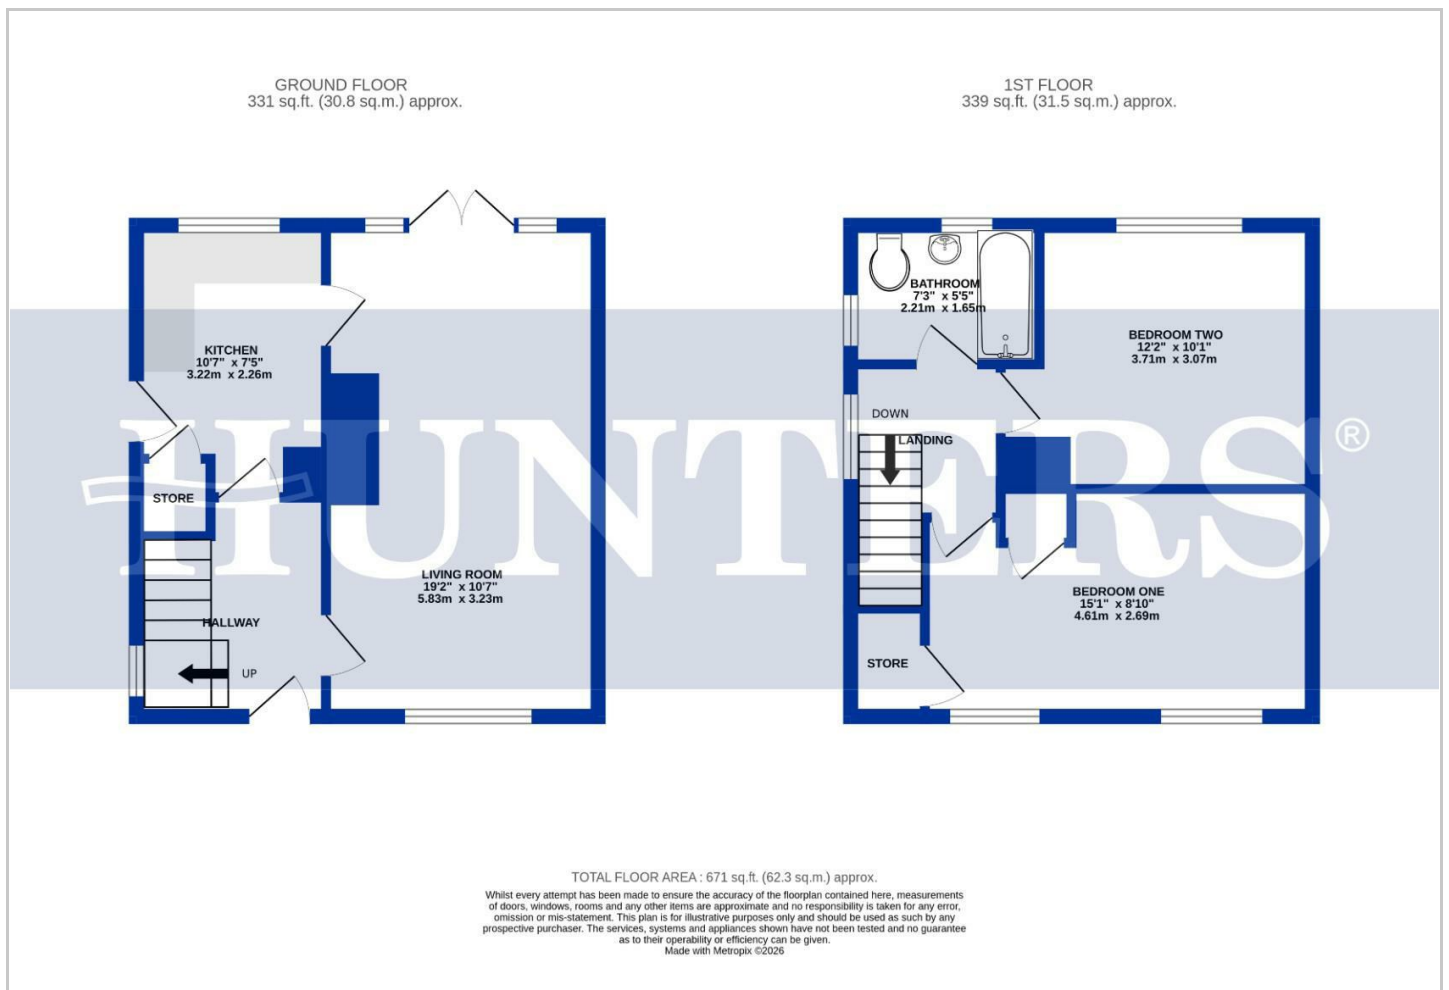 GROUND FLOOR
331 sq.ft. (30.8 sq.m.) approx.
1ST FLOOR
339 sq.ft. (31.5 sq.m.) approx.
KITCHEN
10'7" x 7'5"
3.22m x 2.26m
STORE
LIVING ROOM
19'2" x 10'7"
5.83m x 3.23m
HALLWAY
UP
BATHROOM
7'3" x 5'5"
2.21m x 1.65m
BEDROOM TWO
12'2" x 10'1"
3.71m x 3.07m
DOWN
LANDING
BEDROOM ONE
15'1" x 8'10"
4.61m x 2.69m
STORE
HUNTERS®
TOTAL FLOOR AREA : 671 sq.ft. (62.3 sq.m.) approx.
Whilst every attempt has been made to ensure the accuracy of the floorplan contained here, measurements
of doors, windows, rooms and any other items are approximate and no responsibility is taken for any error,
omission or mis-statement. This plan is for illustrative purposes only and should be used as such by any
prospective purchaser. The services, systems and appliances shown have not been tested and no guarantee
as to their operability or efficiency can be given.
Made with Metropix ©2026